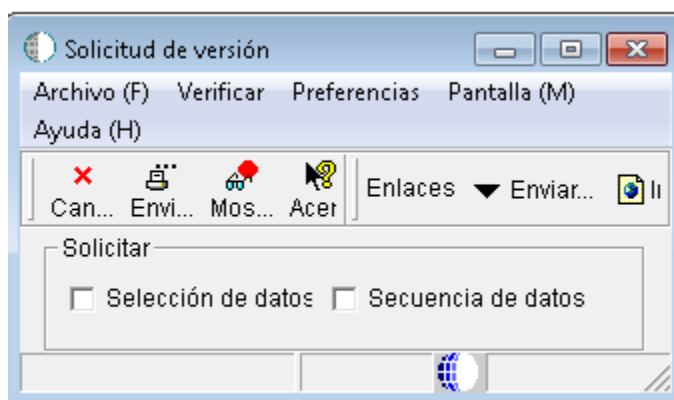 Solicitud de versión
Archivo (F) Verificar Preferencias Pantalla (M)
Ayuda (H)
Can... Envi... Mos... Acer Enlaces Enviar...
Solicitar
Selección de datos Secuencia de datos